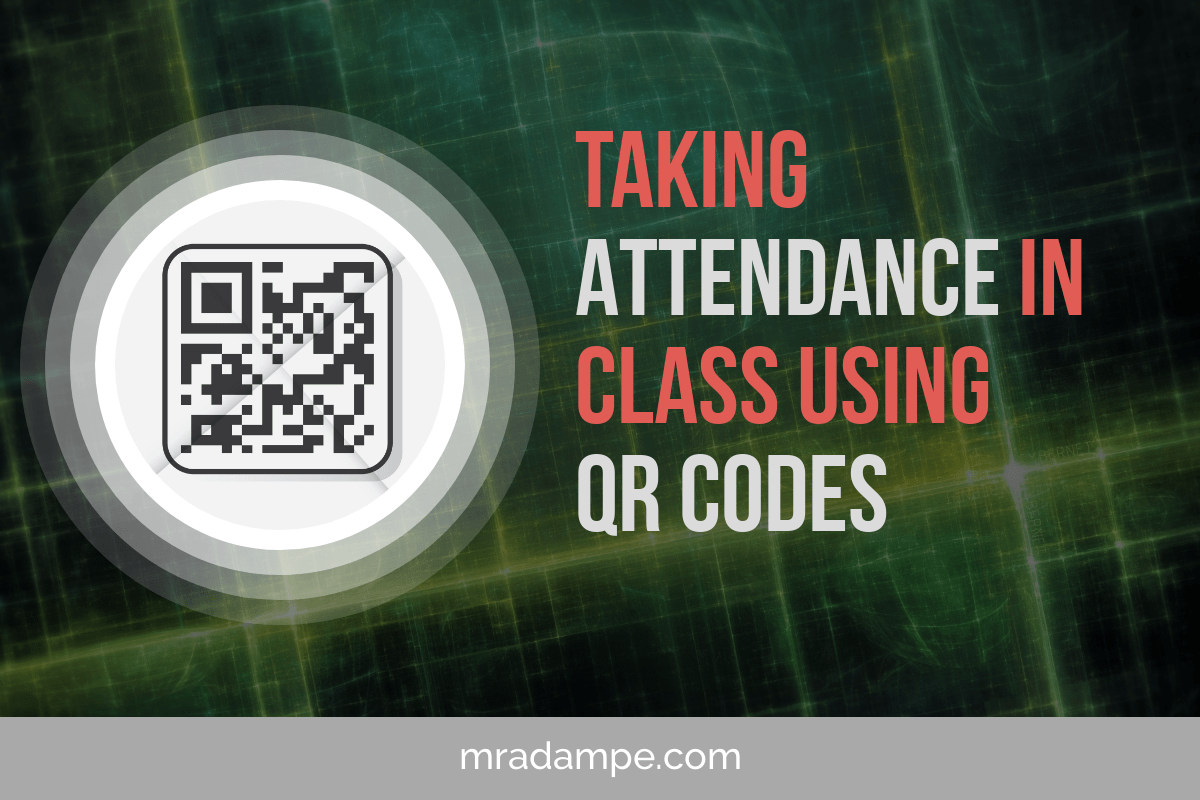 TAKING
ATTENDANCE IN
CLASS USING
QR CODES
mradampe.com